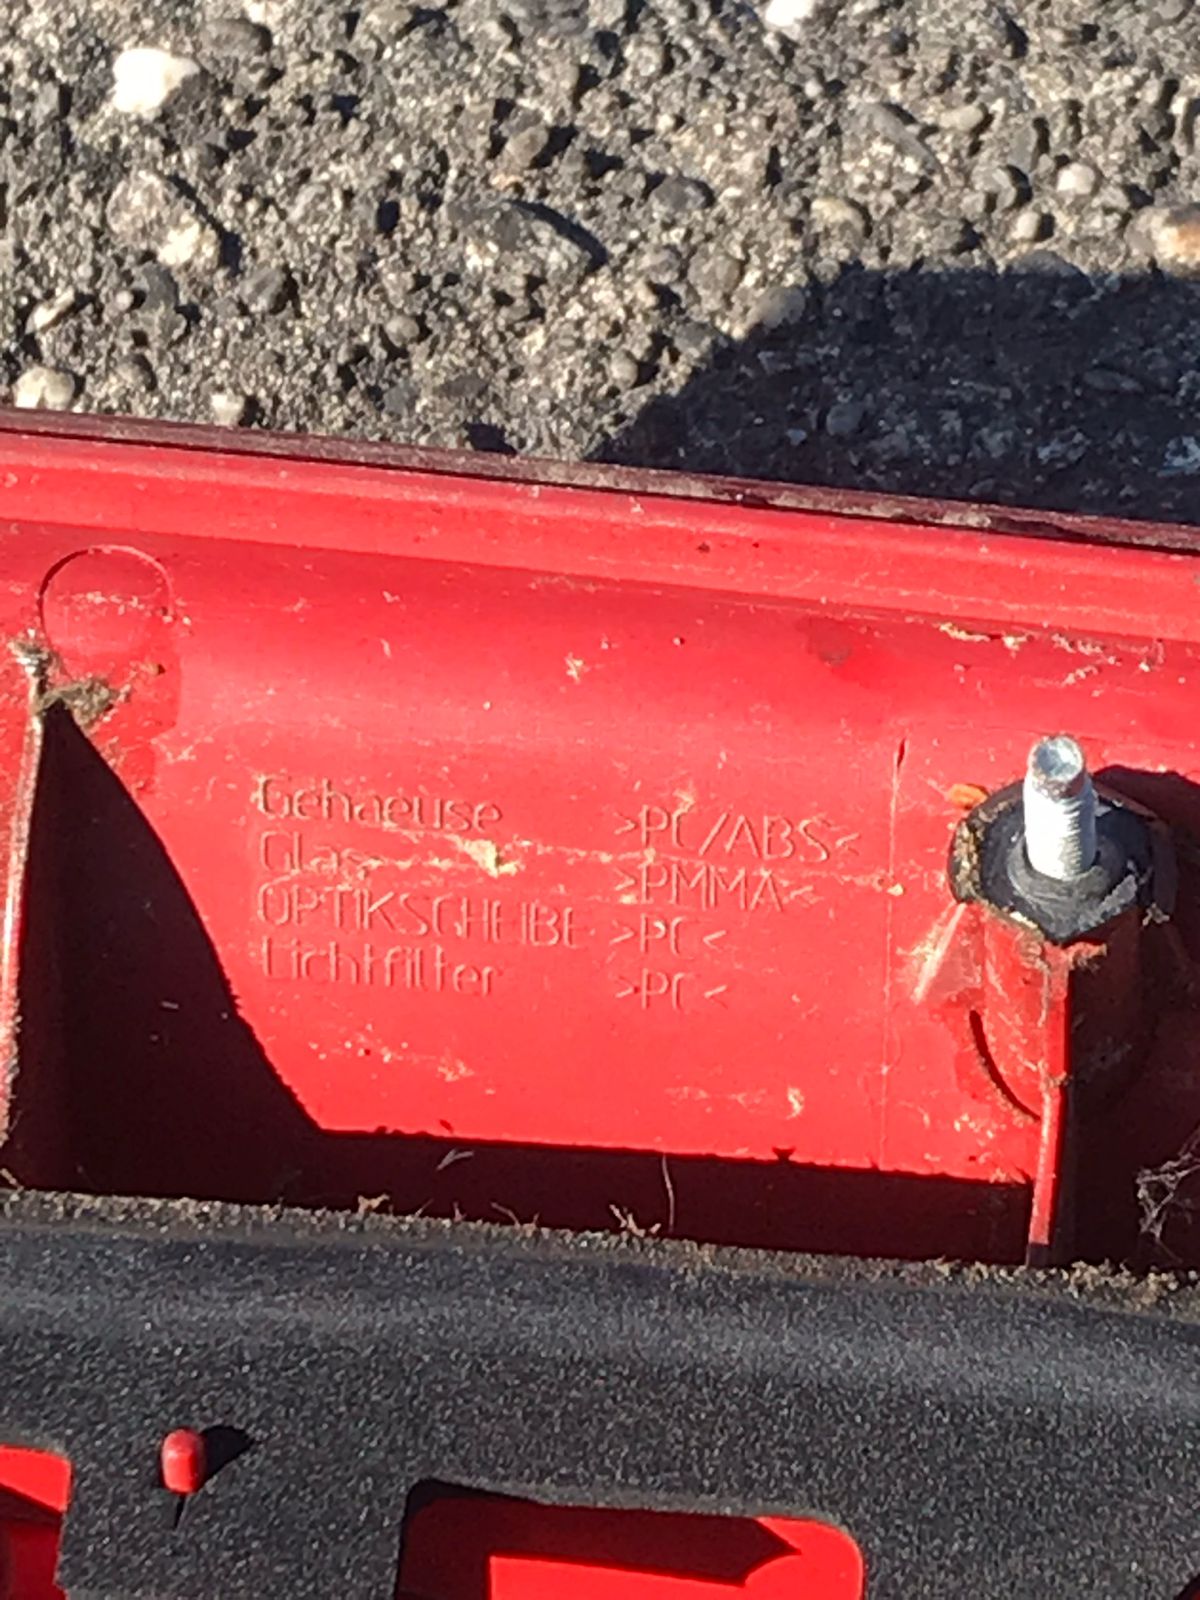 Gehaeuse >PC/ABS<
Glas >PMMA<
OPTIKSCHEIBE >PC<
Lichtfilter >PC<